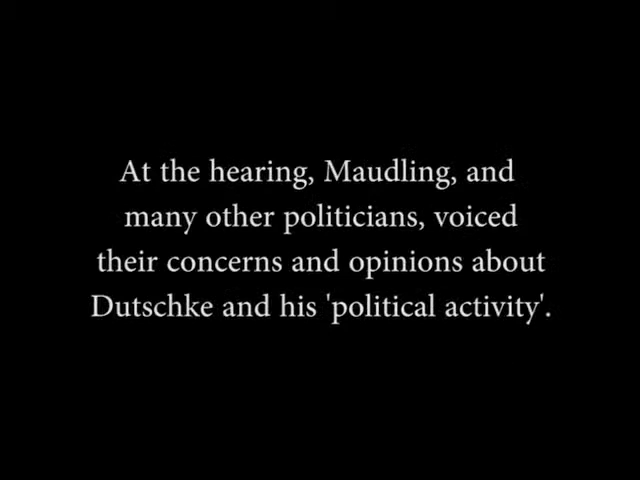 At the hearing, Maudling, and
many other politicians, voiced
their concerns and opinions about
Dutschke and his 'political activity'.